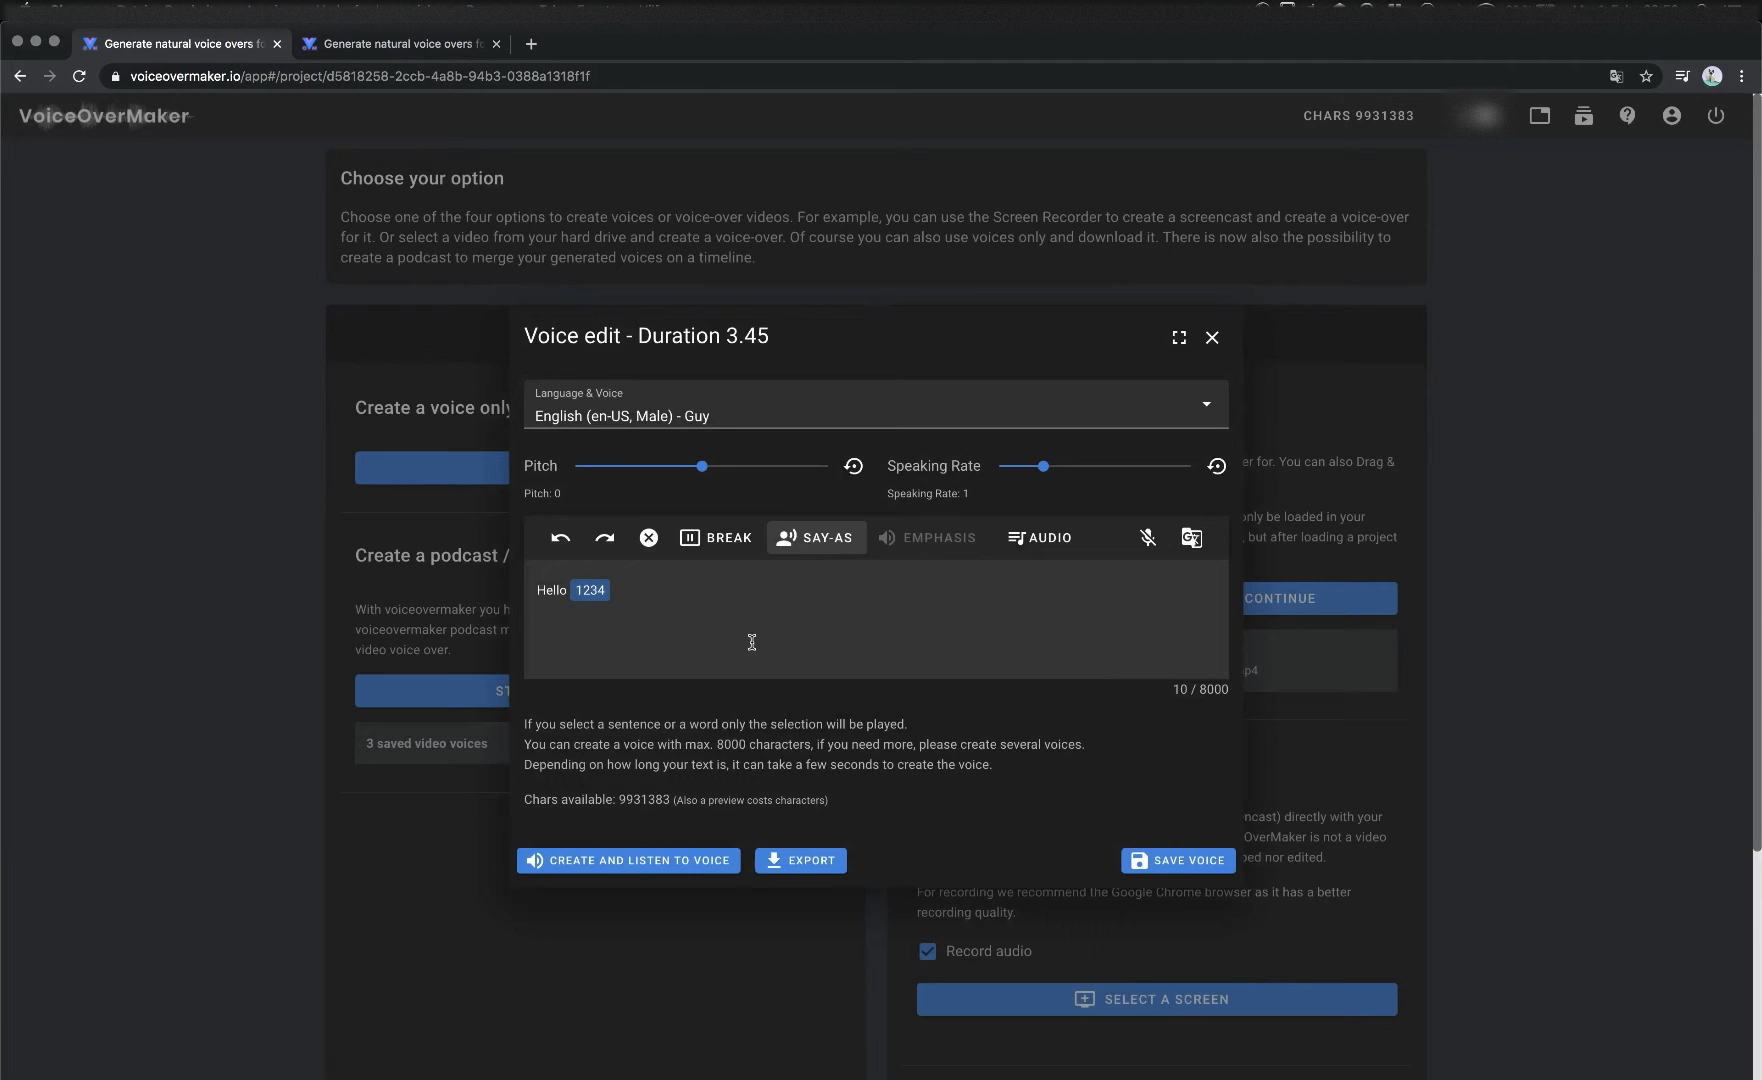 Generate natural voice overs fo
Generate natural voice overs fo
voiceovermaker.io/app#/project/d5818258-2ccb-4a8b-94b3-0388a1318f1f
VoiceOverMaker
CHARS 9931383
Choose your option
Choose one of the four options to create voices or voice-over videos. For example, you can use the Screen Recorder to create a screencast and create a voice-over
for it. Or select a video from your hard drive and create a voice-over. Of course you can also use voices only and download it. There is now also the possibility to
create a podcast to merge your generated voices on a timeline.
Voice edit - Duration 3.45
Language & Voice
English (en-US, Male) - Guy
Pitch
Speaking Rate
Pitch: 0
Speaking Rate: 1
BREAK
SAY-AS
EMPHASIS
AUDIO
Hello 1234
10 / 8000
If you select a sentence or a word only the selection will be played.
You can create a voice with max. 8000 characters, if you need more, please create several voices.
Depending on how long your text is, it can take a few seconds to create the voice.
Chars available: 9931383 (Also a preview costs characters)
CREATE AND LISTEN TO VOICE
EXPORT
SAVE VOICE
Create a voice only
Create a podcast /
With voiceovermaker you h
voiceovermaker podcast m
video voice over.
ST
3 saved video voices
er for. You can also Drag &
only be loaded in your
, but after loading a project
CONTINUE
p4
ncast) directly with your
OverMaker is not a video
ped nor edited.
For recording we recommend the Google Chrome browser as it has a better
recording quality.
Record audio
SELECT A SCREEN